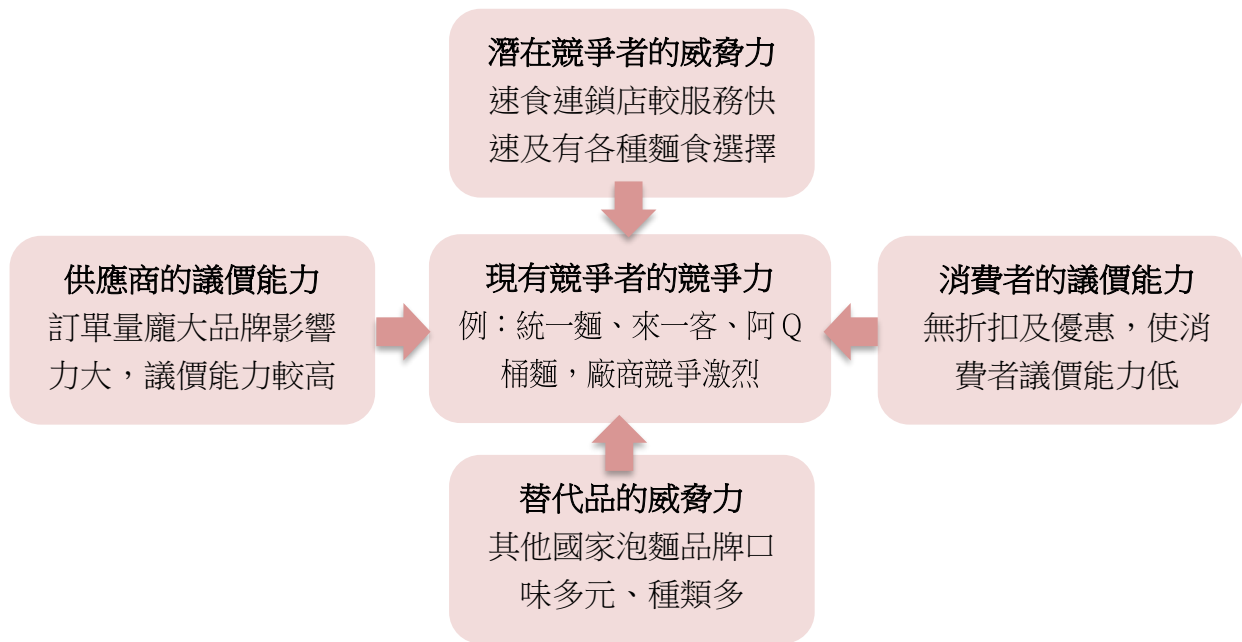 潛在競爭者的威脅力
速食連鎖店較服務快
速及有各種麵食選擇
供應商的議價能力
訂單量龐大品牌影響
力大，議價能力較高
現有競爭者的競爭力
例：統一麵、來一客、阿Q
桶麵，廠商競爭激烈
消費者的議價能力
無折扣及優惠，使消
費者議價能力低
替代品的威脅力
其他國家泡麵品牌口
味多元、種類多